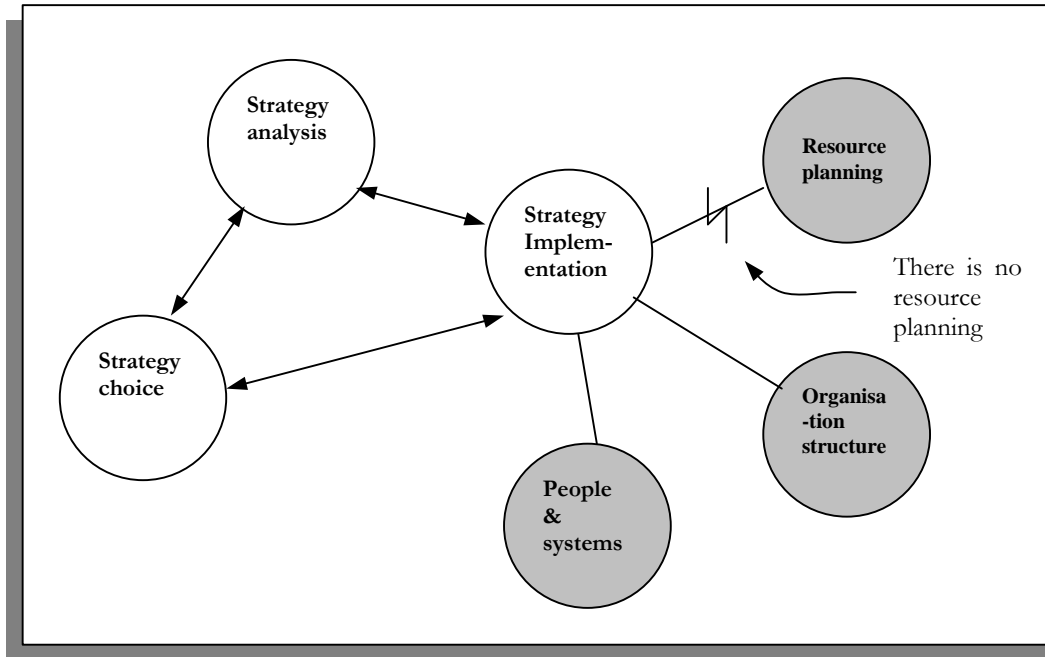 Strategy
analysis
Resource
planning
Strategy
Implem-
entation
There is no
resource
planning
Strategy
choice
Organisa
-tion
structure
People
&
systems